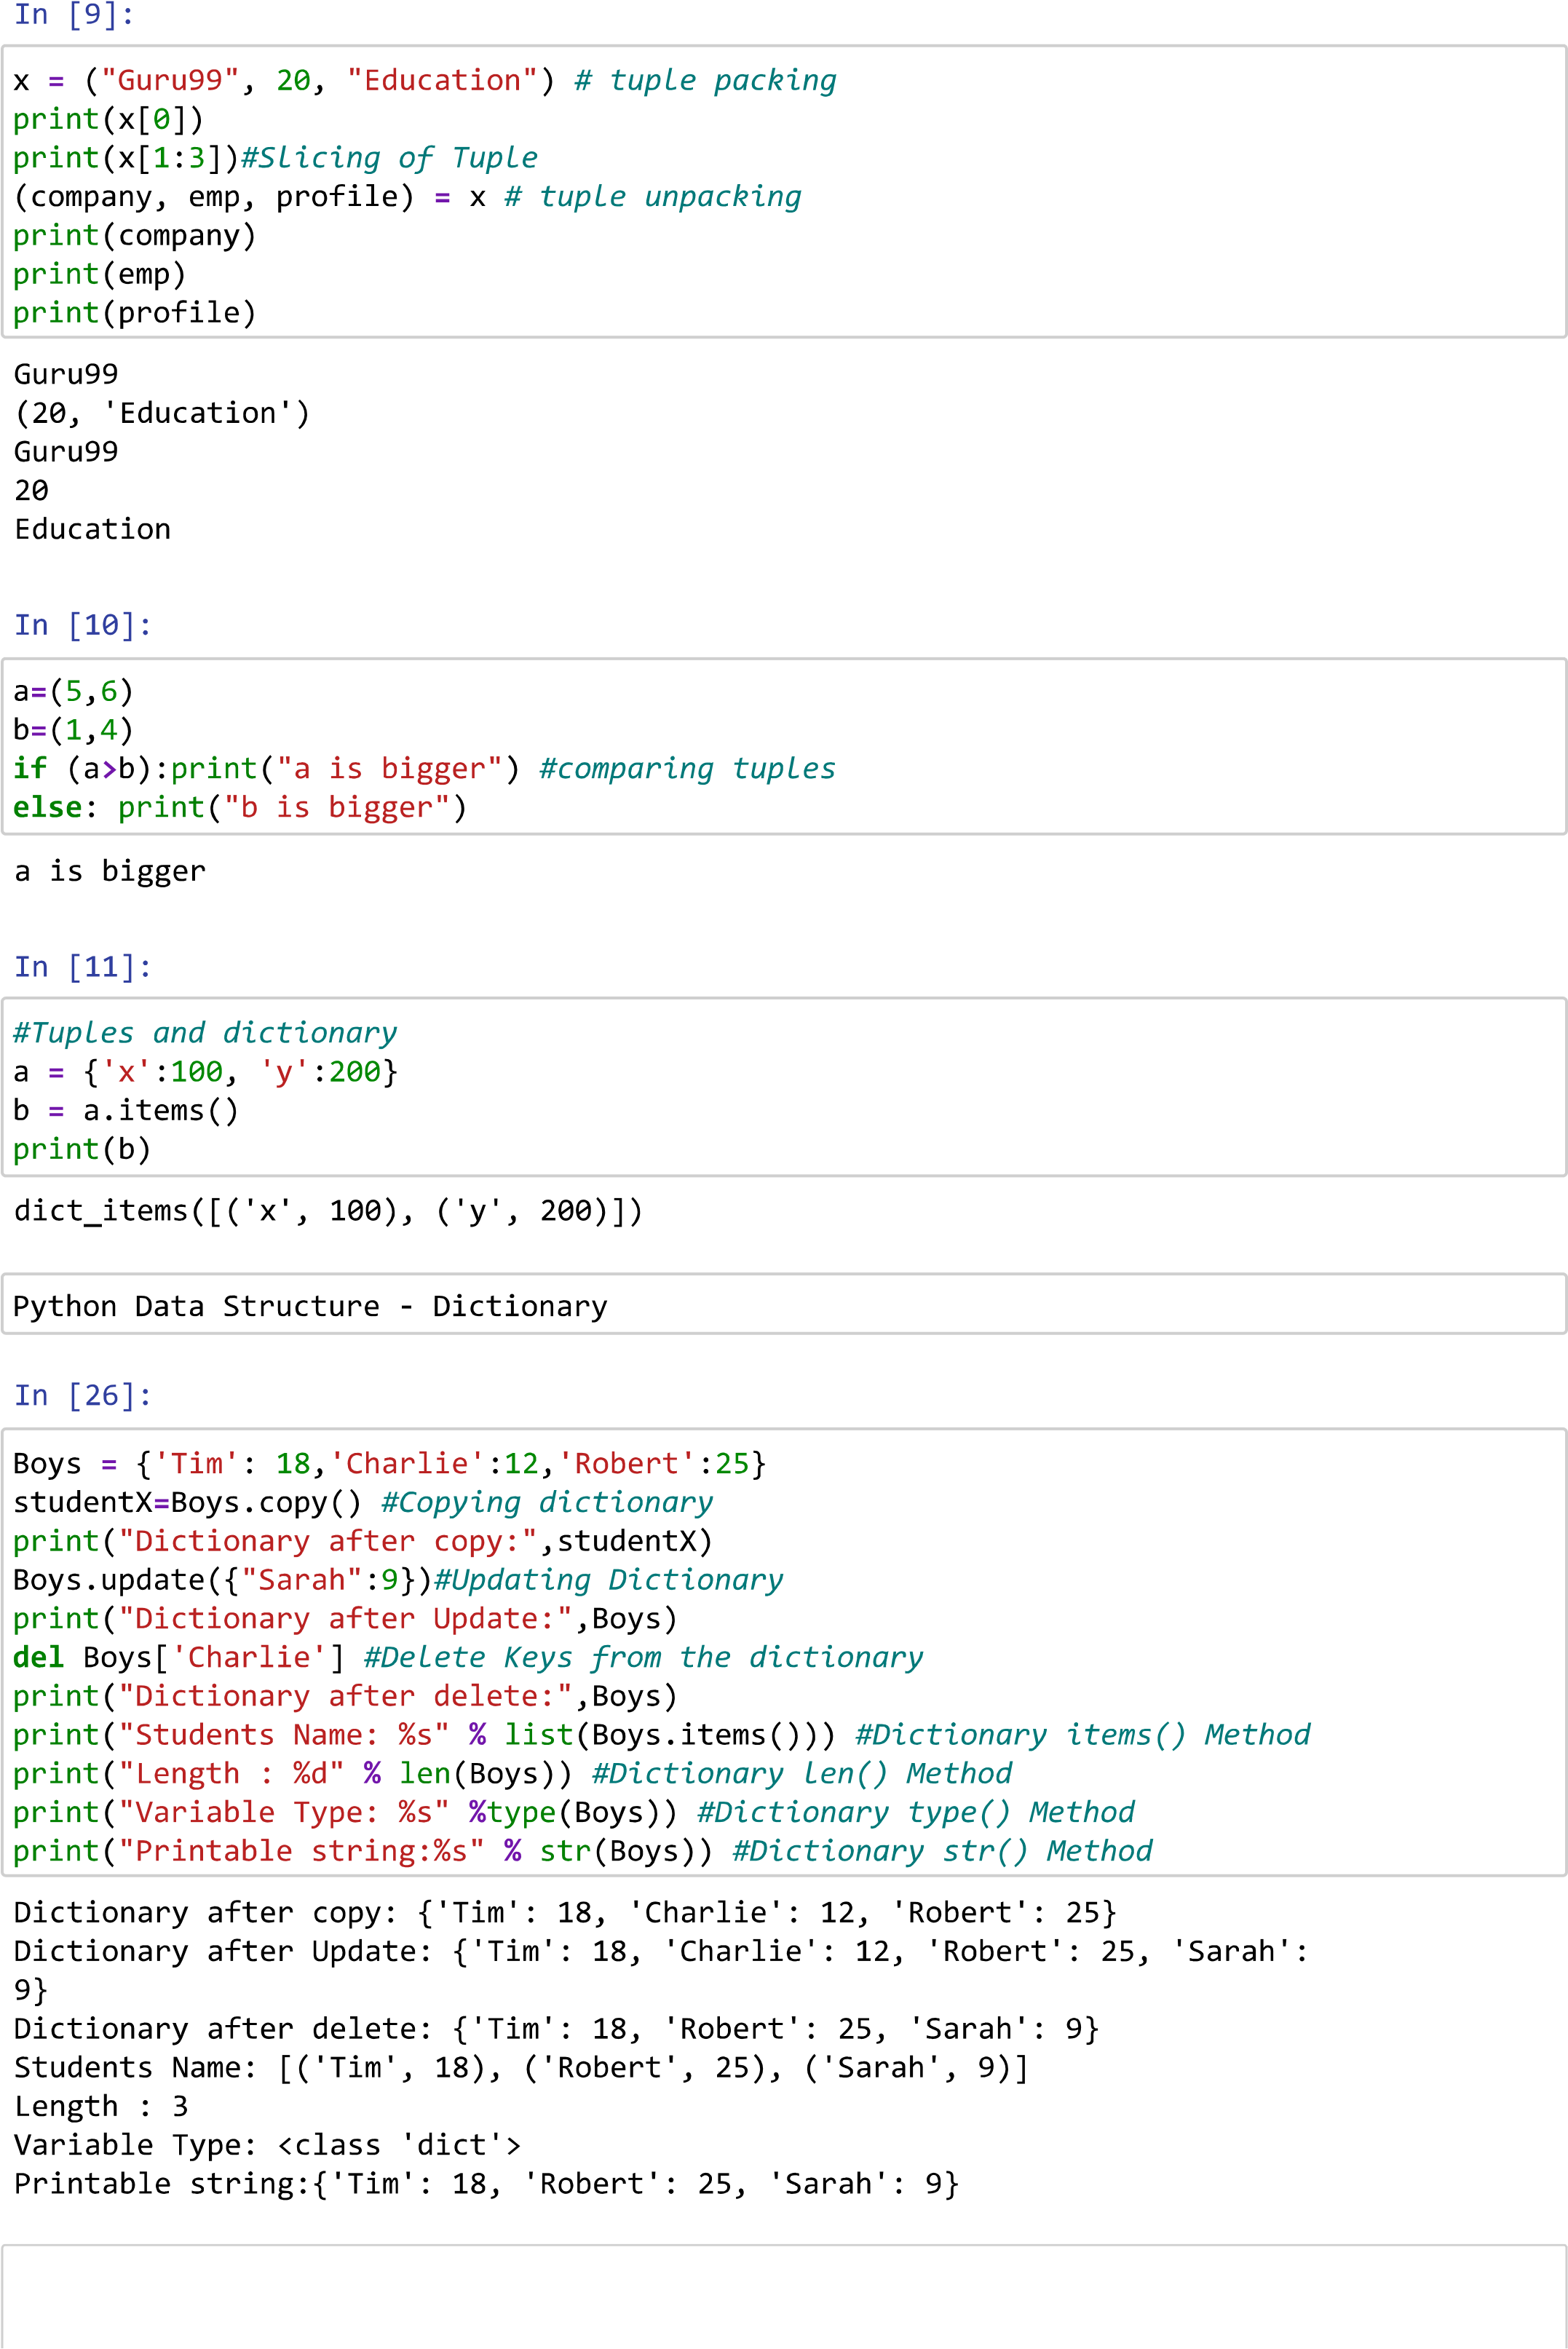 In [9]:
x = ("Guru99", 20, "Education") # tuple packing
print(x[0])
print(x[1:3])#Slicing of Tuple
(company, emp, profile) = x # tuple unpacking
print(company)
print(emp)
print(profile)
Guru99
(20, 'Education')
Guru99
20
Education
In [10]:
a=(5,6)
b=(1,4)
if (a>b):print("a is bigger") #comparing tuples
else: print("b is bigger")
a is bigger
In [11]:
#Tuples and dictionary
a = {'x':100, 'y':200}
b = a.items()
print(b)
dict_items([('x', 100), ('y', 200)])
Python Data Structure - Dictionary
In [26]:
Boys = {'Tim': 18,'Charlie':12,'Robert':25}
studentX=Boys.copy() #Copying dictionary
print("Dictionary after copy:",studentX)
Boys.update({"Sarah":9})#Updating Dictionary
print("Dictionary after Update:",Boys)
del Boys['Charlie'] #Delete Keys from the dictionary
print("Dictionary after delete:",Boys)
print("Students Name: %s" % list(Boys.items())) #Dictionary items() Method
print("Length : %d" % len(Boys)) #Dictionary len() Method
print("Variable Type: %s" %type(Boys)) #Dictionary type() Method
print("Printable string:%s" % str(Boys)) #Dictionary str() Method
Dictionary after copy: {'Tim': 18, 'Charlie': 12, 'Robert': 25}
Dictionary after Update: {'Tim': 18, 'Charlie': 12, 'Robert': 25, 'Sarah':
9}
Dictionary after delete: {'Tim': 18, 'Robert': 25, 'Sarah': 9}
Students Name: [('Tim', 18), ('Robert', 25), ('Sarah', 9)]
Length : 3
Variable Type: <class 'dict'>
Printable string:{'Tim': 18, 'Robert': 25, 'Sarah': 9}